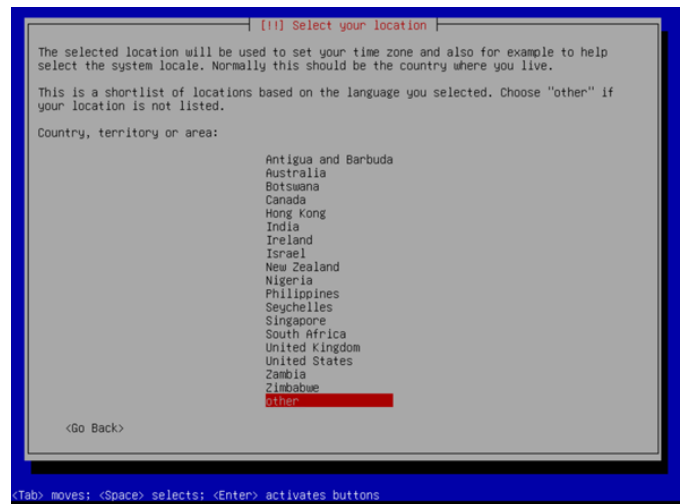 [!!] Select your location
The selected location will be used to set your time zone and also for example to help
select the system locale. Normally this should be the country where you live.
This is a shortlist of locations based on the language you selected. Choose "other" if
your location is not listed.
Country, territory or area:
Antigua and Barbuda
Australia
Botswana
Canada
Hong Kong
India
Ireland
Israel
New Zealand
Nigeria
Philippines
Seychelles
Singapore
South Africa
United Kingdom
United States
Zambia
Zimbabwe
other
<Go Back>
<Tab> moves; <Space> selects; <Enter> activates buttons